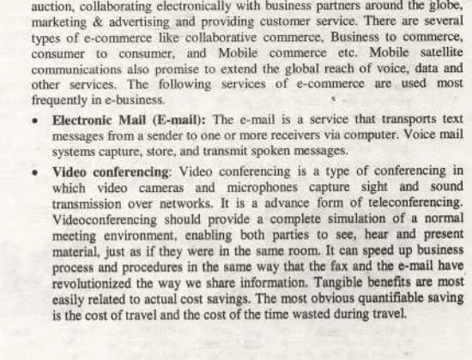 auction, collaborating electronically with business partners around the globe,
marketing & advertising and providing customer service. There are several
types of e-commerce like collaborative commerce, Business to commerce,
consumer to consumer, and Mobile commerce etc. Mobile satellite
communications also promise to extend the global reach of voice, data and
other services. The following services of e-commerce are used most
frequently in e-business.
• Electronic Mail (E-mail): The e-mail is a service that transports text
messages from a sender to one or more receivers via computer. Voice mail
systems capture, store, and transmit spoken messages.
• Video conferencing: Video conferencing is a type of conferencing in
which video cameras and microphones capture sight and sound
transmission over networks. It is a advance form of teleconferencing.
Videoconferencing should provide a complete simulation of a normal
meeting environment, enabling both parties to see, hear and present
material, just as if they were in the same room. It can speed up business
process and procedures in the same way that the fax and the e-mail have
revolutionized the way we share information. Tangible benefits are most
easily related to actual cost savings. The most obvious quantifiable saving
is the cost of travel and the cost of the time wasted during travel.